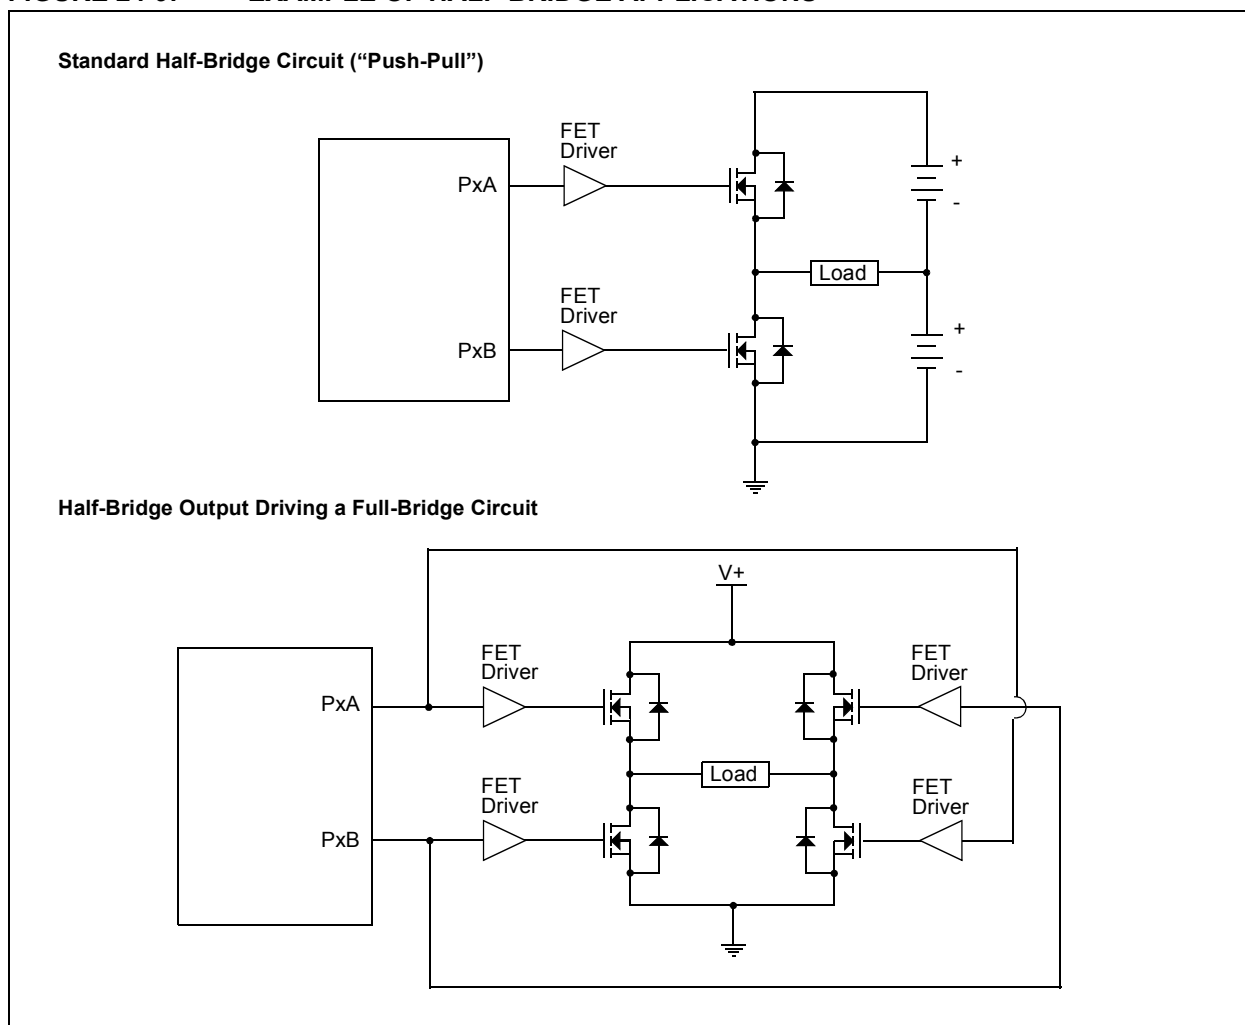 Standard Half-Bridge Circuit (“Push-Pull”)
FET
Driver
PxA
+
-
Load
FET
Driver
PxB
+
-
Half-Bridge Output Driving a Full-Bridge Circuit
V+
FET
Driver
FET
Driver
PxA
Load
FET
Driver
FET
Driver
PxB